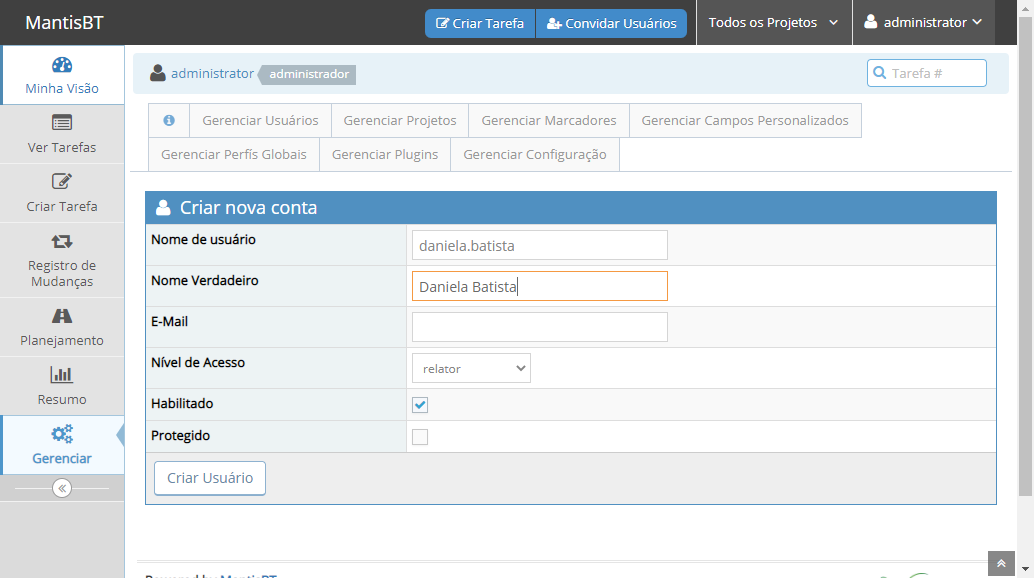 MantisBT
Criar Tarefa
Convidar Usuários
Todos os Projetos
administrator
Minha Visão
Ver Tarefas
Criar Tarefa
Registro de
Mudanças
Planejamento
Resumo
Gerenciar
administrator
administrador
Tarefa #
Gerenciar Usuários
Gerenciar Projetos
Gerenciar Marcadores
Gerenciar Campos Personalizados
Gerenciar Perfís Globais
Gerenciar Plugins
Gerenciar Configuração
Criar nova conta
Nome de usuário
daniela.batista
Nome Verdadeiro
Daniela Batista
E-Mail
Nível de Acesso
relator
Habilitado
Protegido
Criar Usuário
Powered by MantisBT